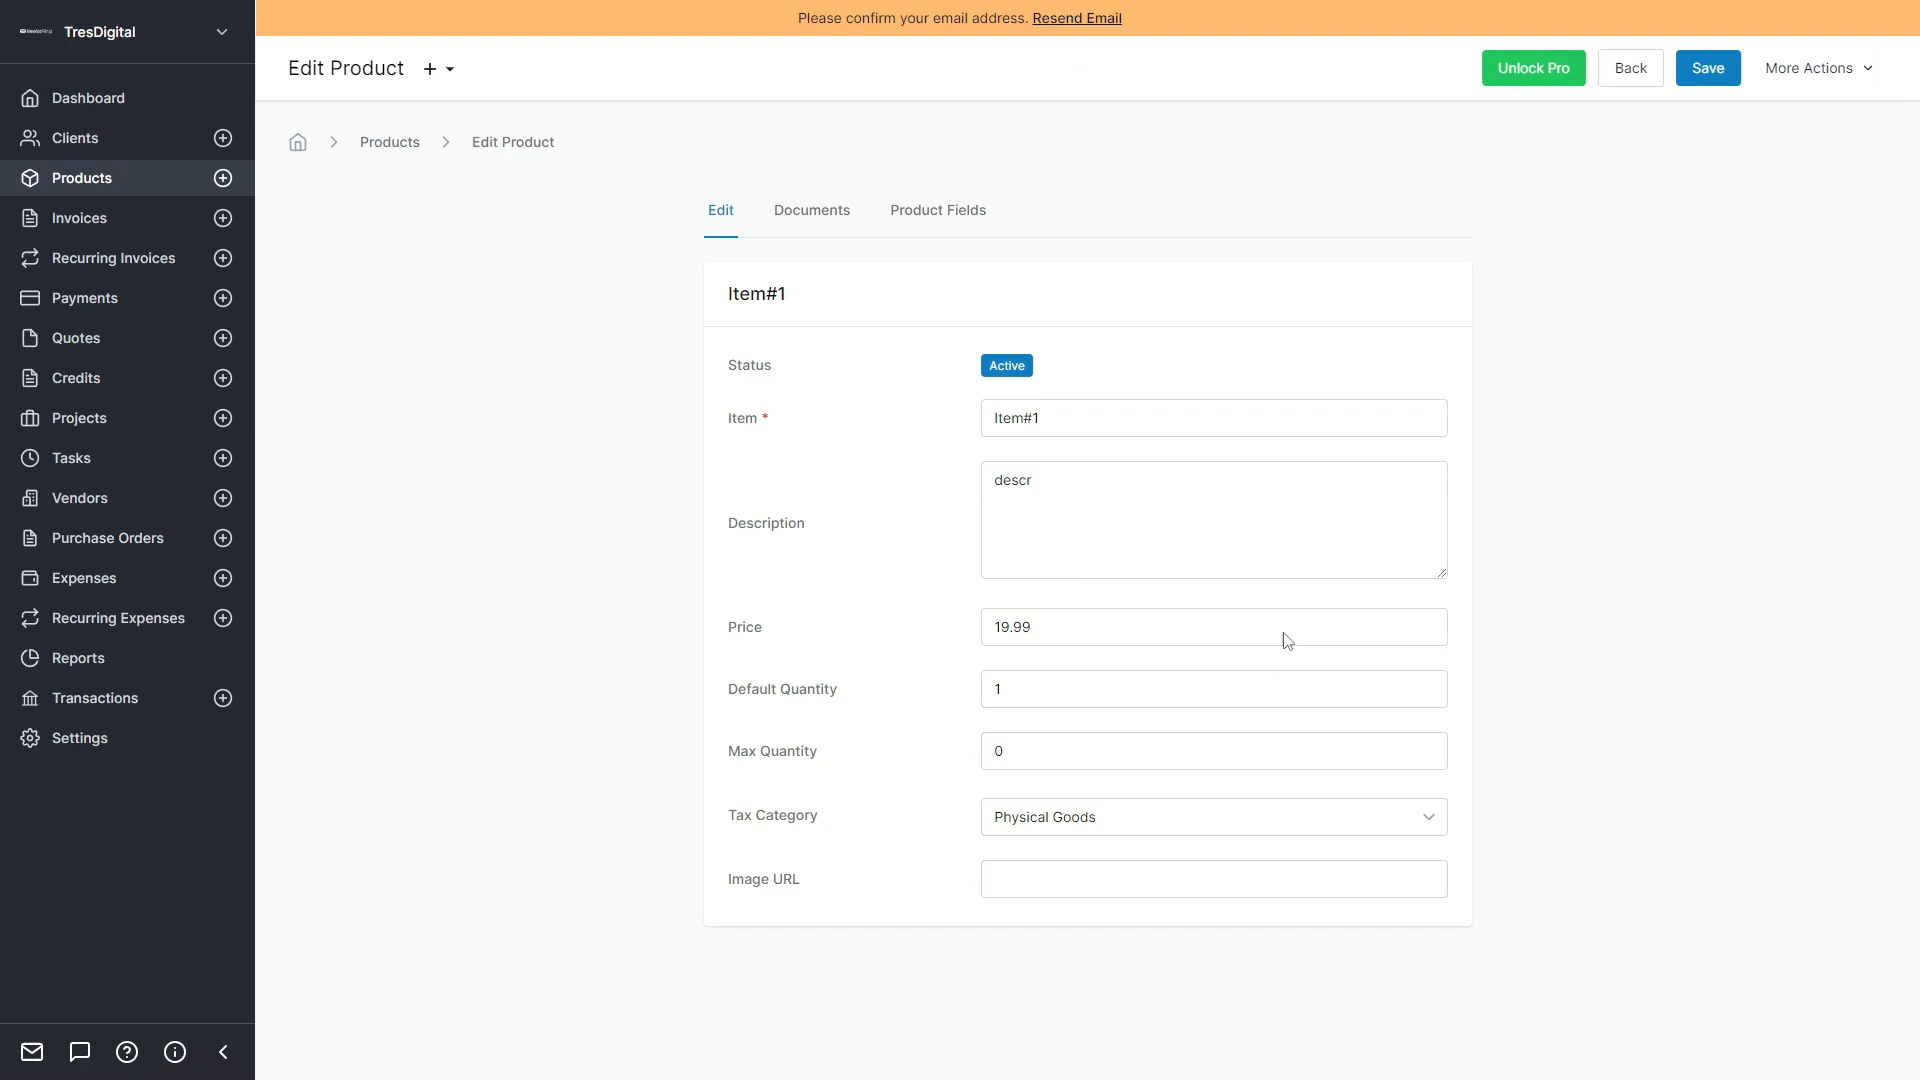 Please confirm your email address. Resend Email
TresDigital
Edit Product
Unlock Pro
Back
Save
More Actions
Dashboard
Clients
Products
Invoices
Recurring Invoices
Payments
Quotes
Credits
Projects
Tasks
Vendors
Purchase Orders
Expenses
Recurring Expenses
Reports
Transactions
Settings
Products
Edit Product
Edit
Documents
Product Fields
Item#1
Status
Active
Item *
Item#1
Description
descr
Price
19.99
Default Quantity
1
Max Quantity
0
Tax Category
Physical Goods
Image URL